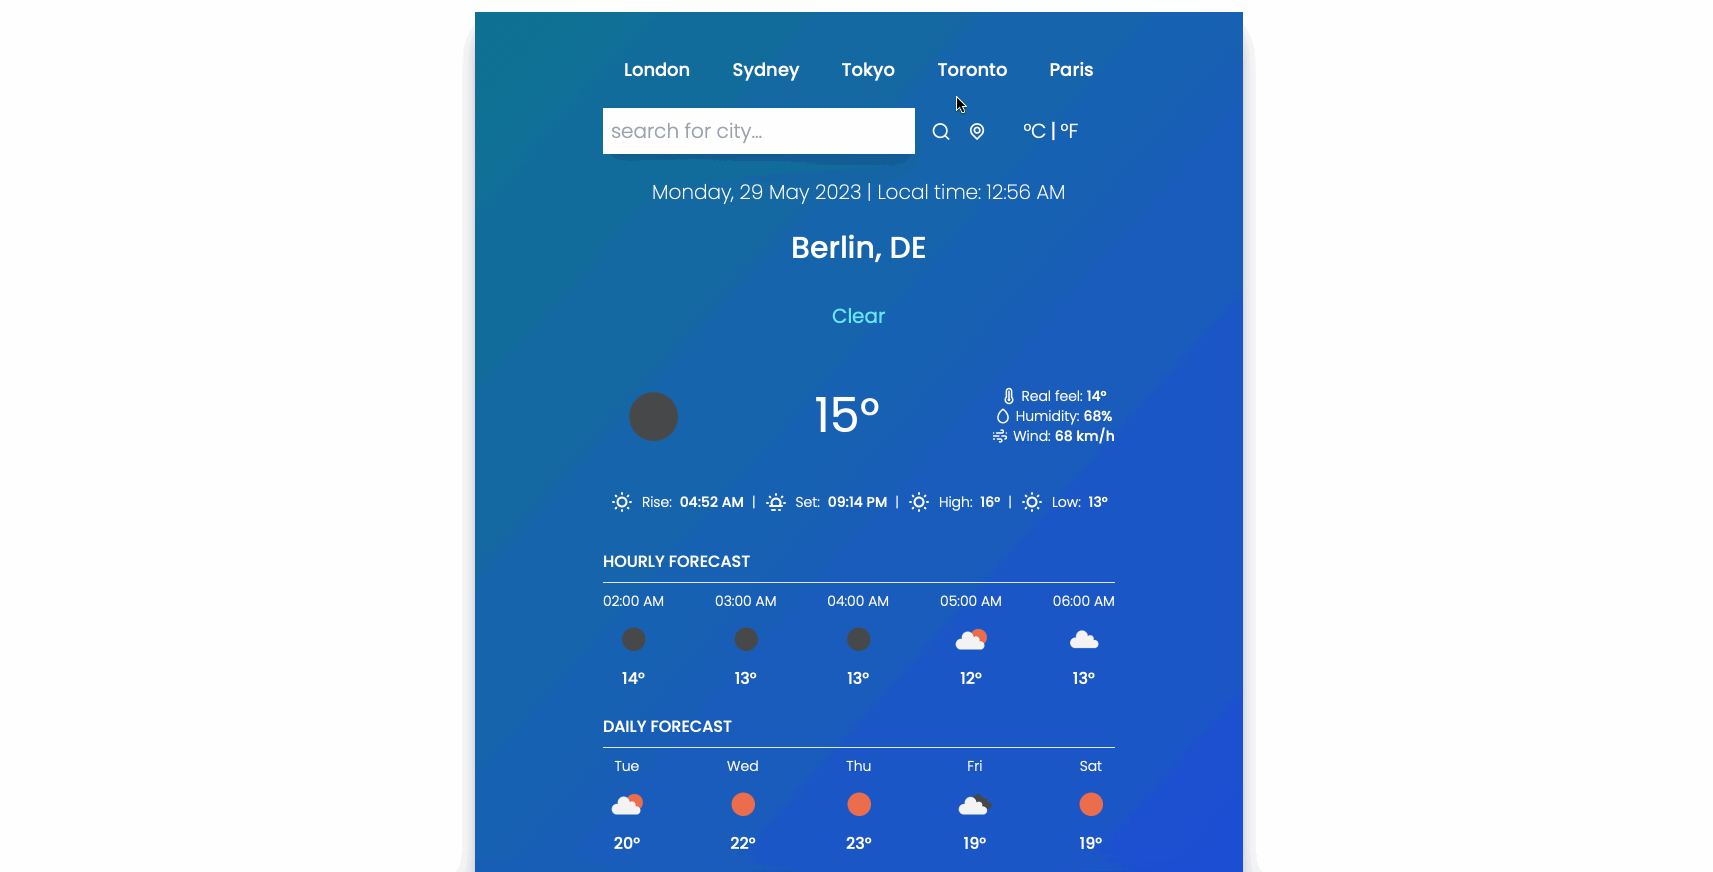 London Sydney Tokyo Toronto Paris
search for city...
°C | °F
Monday, 29 May 2023 | Local time: 12:56 AM
Berlin, DE
Clear
15°
Real feel: 14°
Humidity: 68%
Wind: 68 km/h
Rise: 04:52 AM | Set: 09:14 PM | High: 16° | Low: 13°
HOURLY FORECAST
02:00 AM 03:00 AM 04:00 AM 05:00 AM 06:00 AM
14° 13° 13° 12° 13°
DAILY FORECAST
Tue Wed Thu Fri Sat
20° 22° 23° 19° 19°